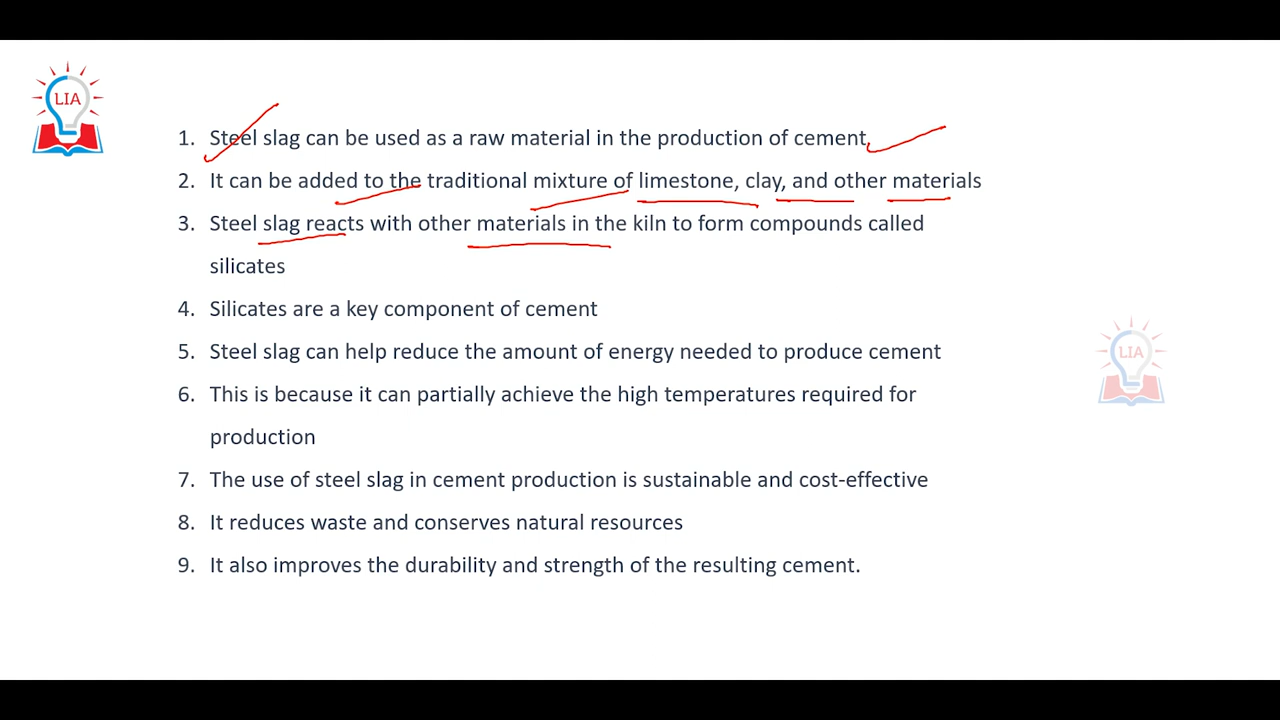 LIA
1. Steel slag can be used as a raw material in the production of cement.
2. It can be added to the traditional mixture of limestone, clay, and other materials
3. Steel slag reacts with other materials in the kiln to form compounds called
silicates
4. Silicates are a key component of cement
LIA
5. Steel slag can help reduce the amount of energy needed to produce cement
6. This is because it can partially achieve the high temperatures required for
production
7. The use of steel slag in cement production is sustainable and cost-effective
8. It reduces waste and conserves natural resources
9. It also improves the durability and strength of the resulting cement.